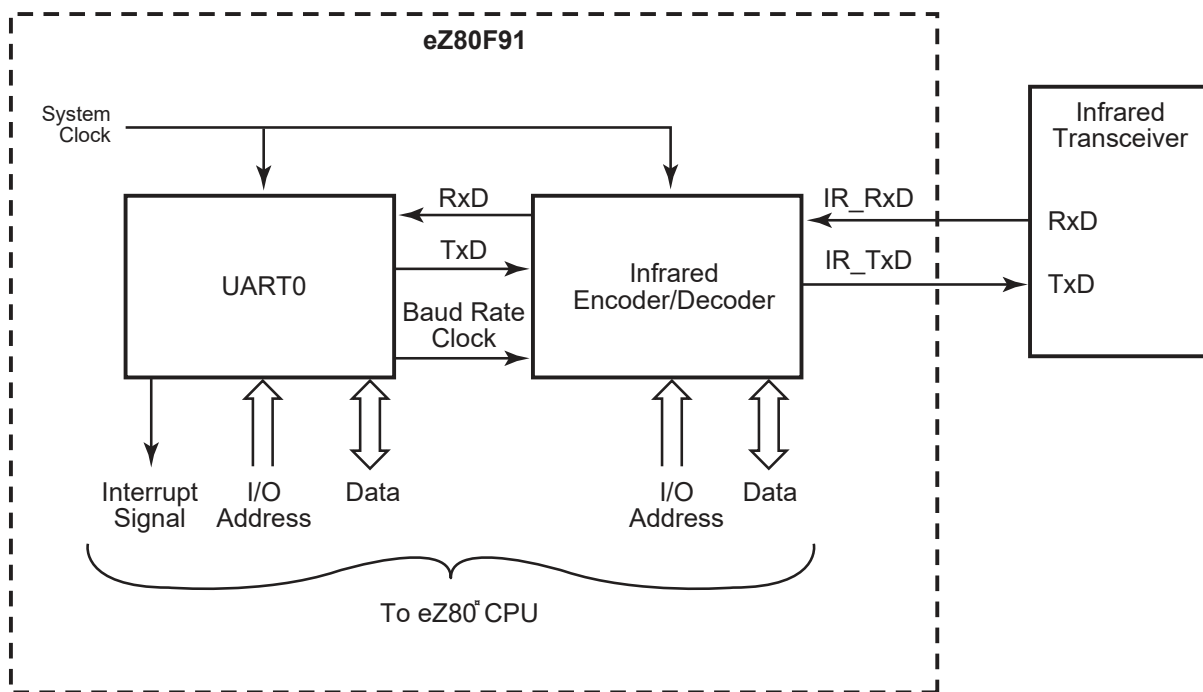 eZ80F91
System
Clock
Infrared
Transceiver
RxD
TxD
Baud Rate
Clock
UART0
Infrared
Encoder/Decoder
IR_RxD
IR_TxD
RxD
TxD
Interrupt
Signal
I/O
Address
Data
I/O
Address
Data
To eZ80¤ CPU